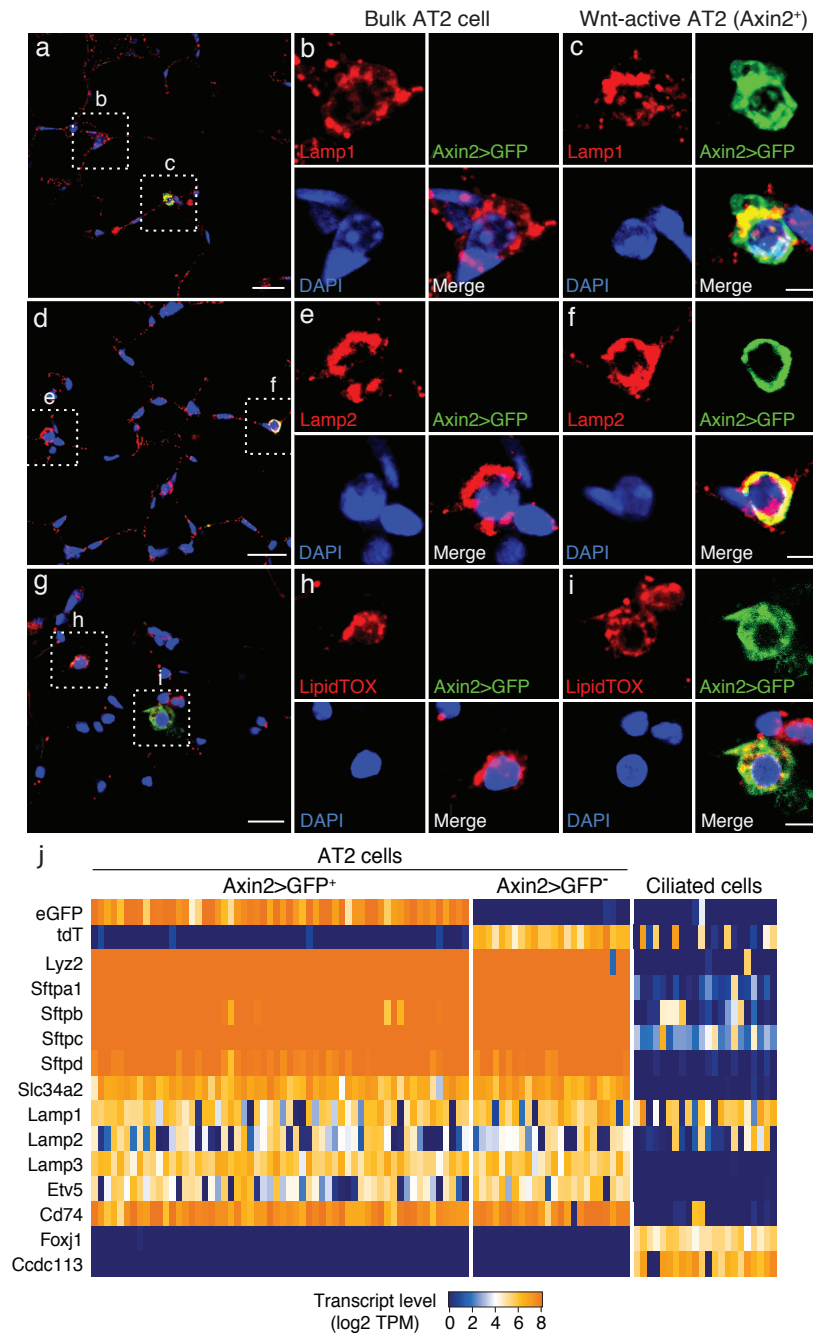 Bulk AT2 cell
Wnt-active AT2 (Axin2+)
a
b
c
b
Lamp1
Axin2>GFP
DAPI
Merge
c
Lamp1
Axin2>GFP
DAPI
Merge
d
e
f
e
Lamp2
Axin2>GFP
DAPI
Merge
f
Lamp2
Axin2>GFP
DAPI
Merge
g
h
i
h
LipidTOX
Axin2>GFP
DAPI
Merge
i
LipidTOX
Axin2>GFP
DAPI
Merge
j
AT2 cells
Axin2>GFP+
Axin2>GFP-
Ciliated cells
eGFP
tdT
Lyz2
Sftpa1
Sftpb
Sftpc
Sftpd
Slc34a2
Lamp1
Lamp2
Lamp3
Etv5
Cd74
Foxj1
Ccdc113
Transcript level
(log2 TPM)
0 2 4 6 8